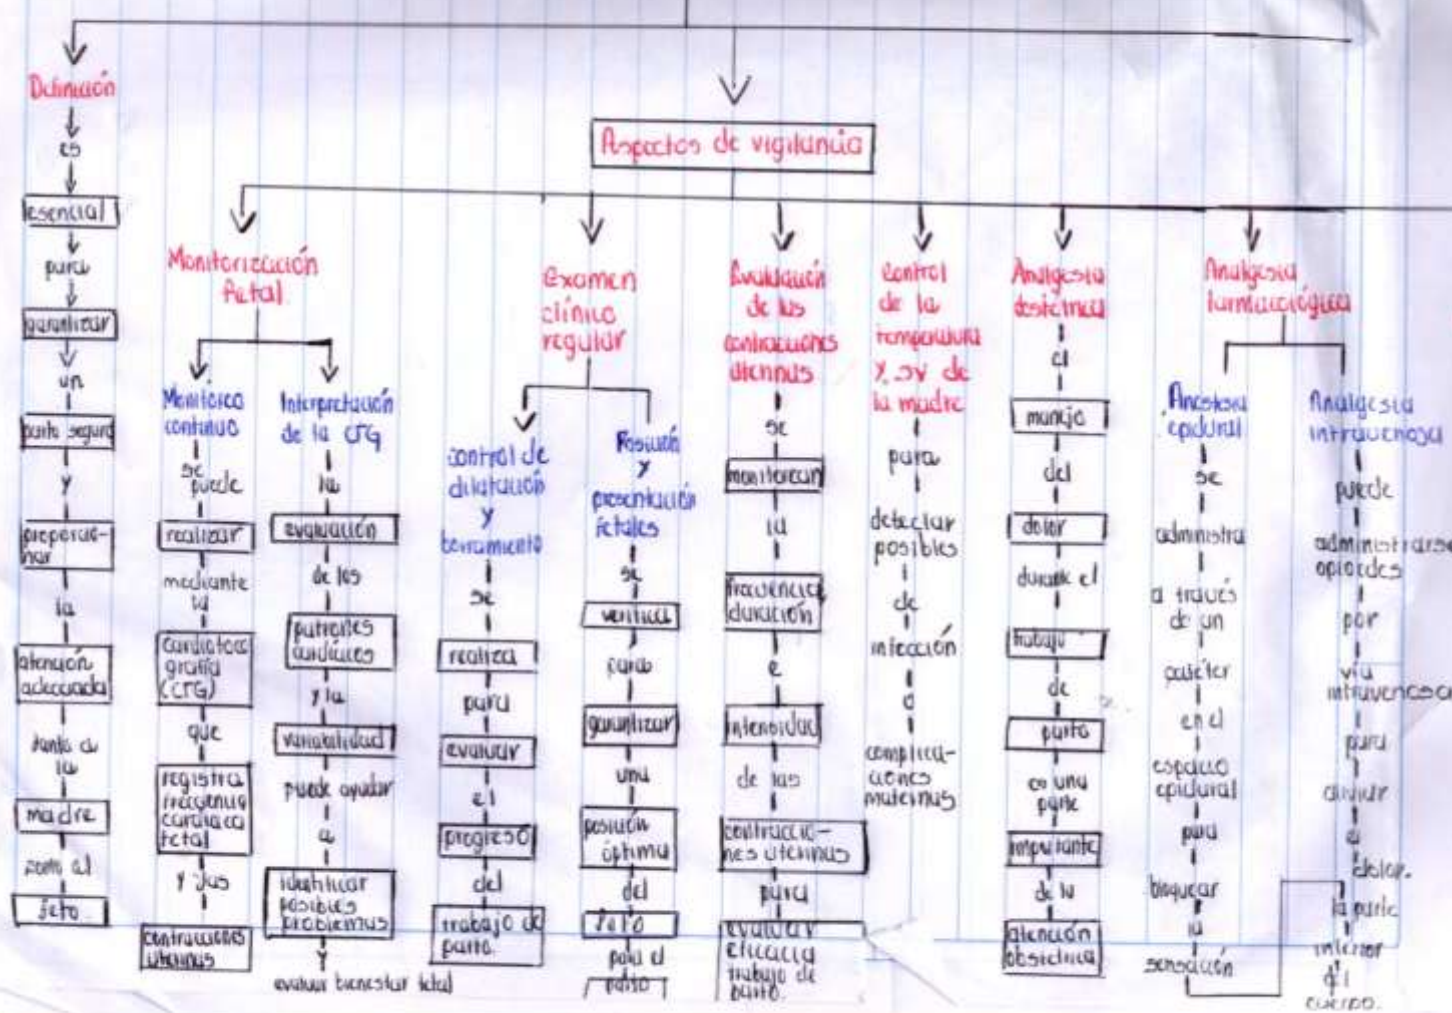 Definición
es
esencial
para
garantizar
un
parto seguro
y
proporcio-
nar
la
atención
adecuada
tanto a
la
madre
como al
feto.
Aspectos de vigilancia
Monitorización
fetal
Monitoreo
continuo
se
puede
realizar
mediante
la
cardiotoco
grafía
(CTG)
que
registra
frecuencia
cardiaca
fetal
y las
contracciones
uterinas
Interpretación
de la CTG
la
evaluación
de los
patrones
cardíacos
y la
variabilidad
puede ayudar
a
identificar
posibles
problemas
y
evaluar bienestar fetal
Examen
clínico
regular
control de
dilatación
y
borramiento
se
realiza
para
evaluar
el
progreso
del
trabajo de
parto.
Posición
y
presentación
fetales
se
verifica
para
garantizar
una
posición
óptima
del
feto
para el
parto
Evaluación
de las
contracciones
uterinas
se
monitorean
la
frecuencia
duración
e
intensidad
de las
contraccio-
nes uterinas
para
evaluar
eficacia
trabajo de
parto.
control
de la
temperatura
y SV de
la madre
para
detectar
posibles
de
infección
o
complica-
ciones
maternas
Analgesia
obstétrica
el
manejo
del
dolor
durante el
trabajo
de
parto
es una
parte
importante
de la
atención
obstétrica
Analgesia
farmacológica
Anestesia
epidural
se
administra
a través
de un
catéter
en el
espacio
epidural
para
bloquear
la
sensación
la parte
inferior
del
cuerpo.
Analgesia
intravenosa
puede
administrarse
opioides
por
vía
intravenosa
para
aliviar
el
dolor.